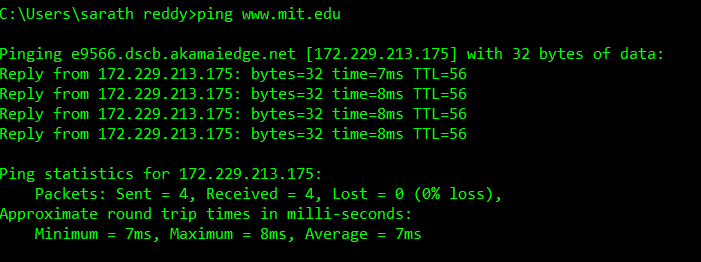 C:\Users\sarath reddy>ping www.mit.edu
Pinging e9566.dscb.akamaiedge.net [172.229.213.175] with 32 bytes of data:
Reply from 172.229.213.175: bytes=32 time=7ms TTL=56
Reply from 172.229.213.175: bytes=32 time=8ms TTL=56
Reply from 172.229.213.175: bytes=32 time=8ms TTL=56
Reply from 172.229.213.175: bytes=32 time=8ms TTL=56
Ping statistics for 172.229.213.175:
Packets: Sent = 4, Received = 4, Lost = 0 (0% loss),
Approximate round trip times in milli-seconds:
Minimum = 7ms, Maximum = 8ms, Average = 7ms